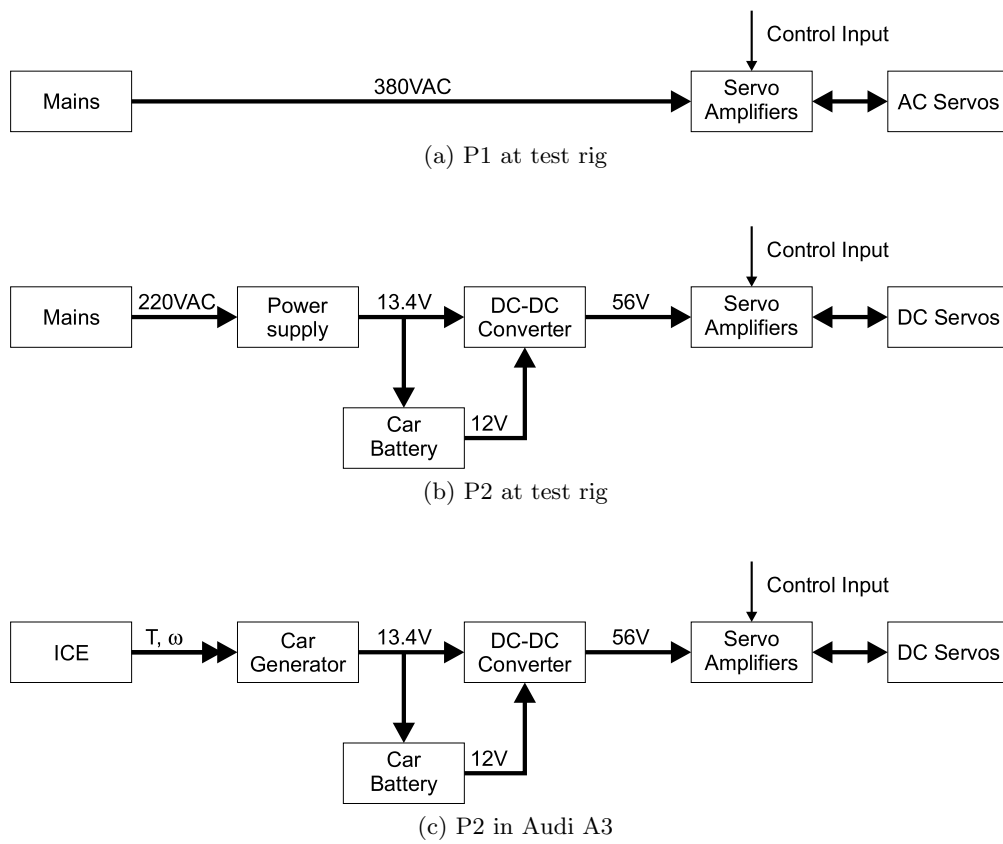 Control Input
Mains
380VAC
Servo
Amplifiers
AC Servos
(a) P1 at test rig
Control Input
Mains
220VAC
Power
supply
13.4V
DC-DC
Converter
56V
Servo
Amplifiers
DC Servos
Car
Battery
12V
(b) P2 at test rig
Control Input
ICE
T, ω
Car
Generator
13.4V
DC-DC
Converter
56V
Servo
Amplifiers
DC Servos
Car
Battery
12V
(c) P2 in Audi A3